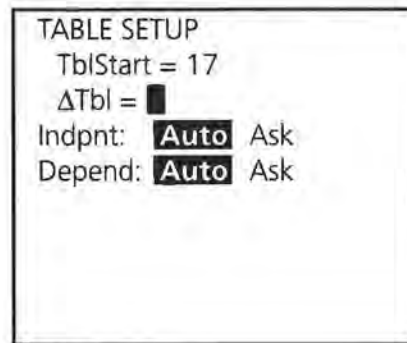 TABLE SETUP
TblStart = 17
ΔTbl =
Indpnt: Auto Ask
Depend: Auto Ask